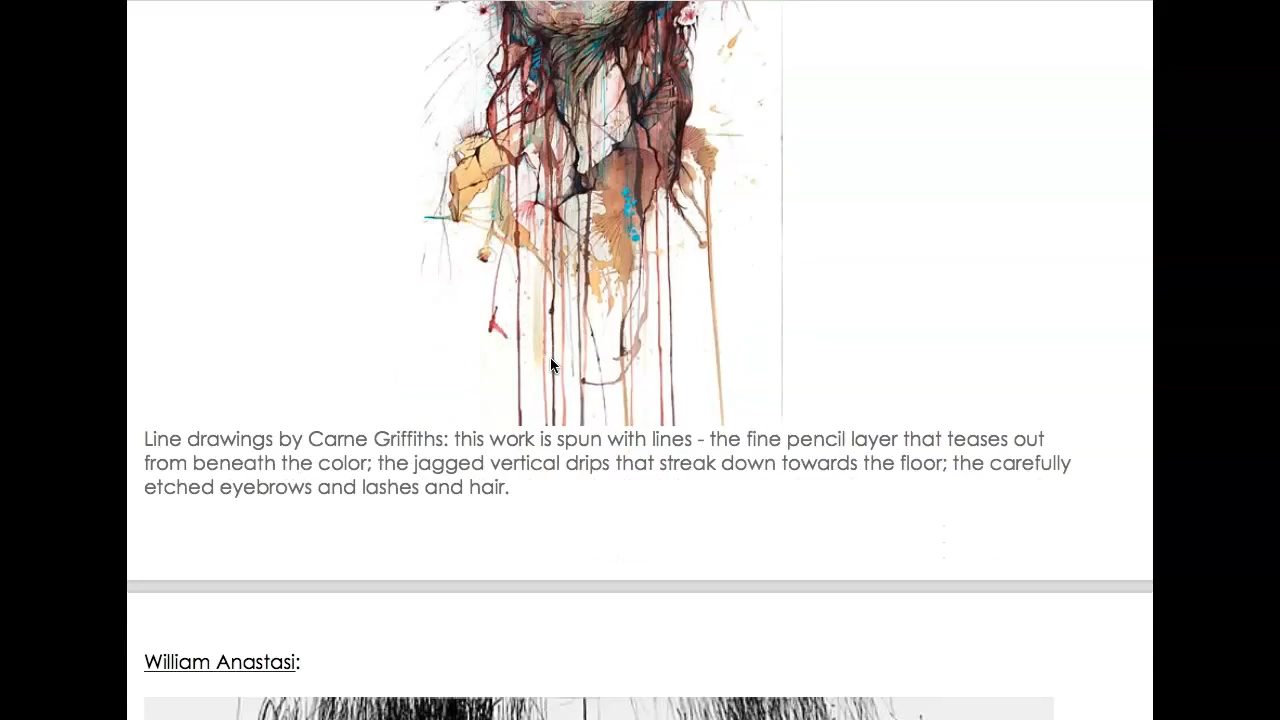 Line drawings by Carne Griffiths: this work is spun with lines - the fine pencil layer that teases out
from beneath the color; the jagged vertical drips that streak down towards the floor; the carefully
etched eyebrows and lashes and hair.
William Anastasi: